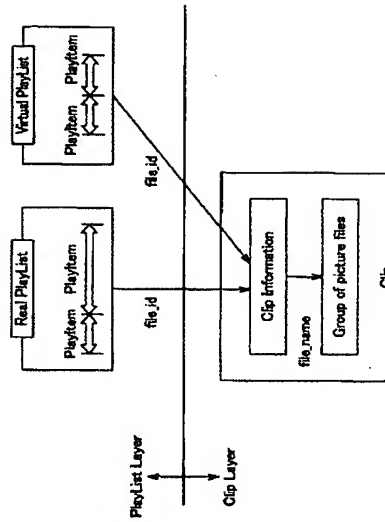 Real PlayList
Virtual PlayList
PlayItem
PlayItem
PlayItem
PlayItem
PlayList Layer
file_id
file_id
Clip Layer
Clip Information
file_name
Group of picture files
Clip